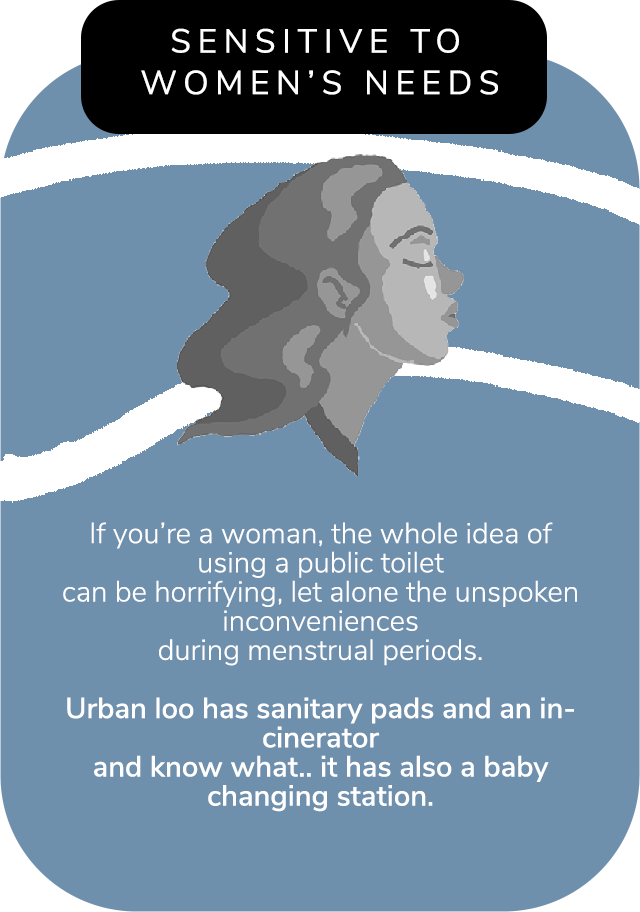 SENSITIVE TO
WOMEN’S NEEDS
If you’re a woman, the whole idea of
using a public toilet
can be horrifying, let alone the unspoken
inconveniences
during menstrual periods.
Urban loo has sanitary pads and an in-
cinerator
and know what.. it has also a baby
changing station.